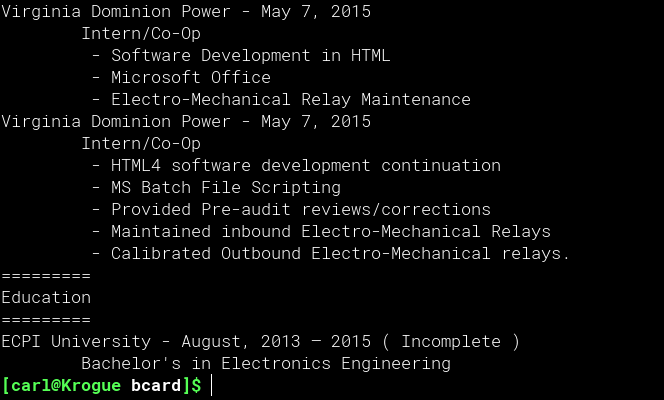 Virginia Dominion Power - May 7, 2015
Intern/Co-Op
- Software Development in HTML
- Microsoft Office
- Electro-Mechanical Relay Maintenance
Virginia Dominion Power - May 7, 2015
Intern/Co-Op
- HTML4 software development continuation
- MS Batch File Scripting
- Provided Pre-audit reviews/corrections
- Maintained inbound Electro-Mechanical Relays
- Calibrated Outbound Electro-Mechanical relays.
=========
Education
=========
ECPI University - August, 2013 – 2015 ( Incomplete )
Bachelor's in Electronics Engineering
[carl@Krogue bcard]$